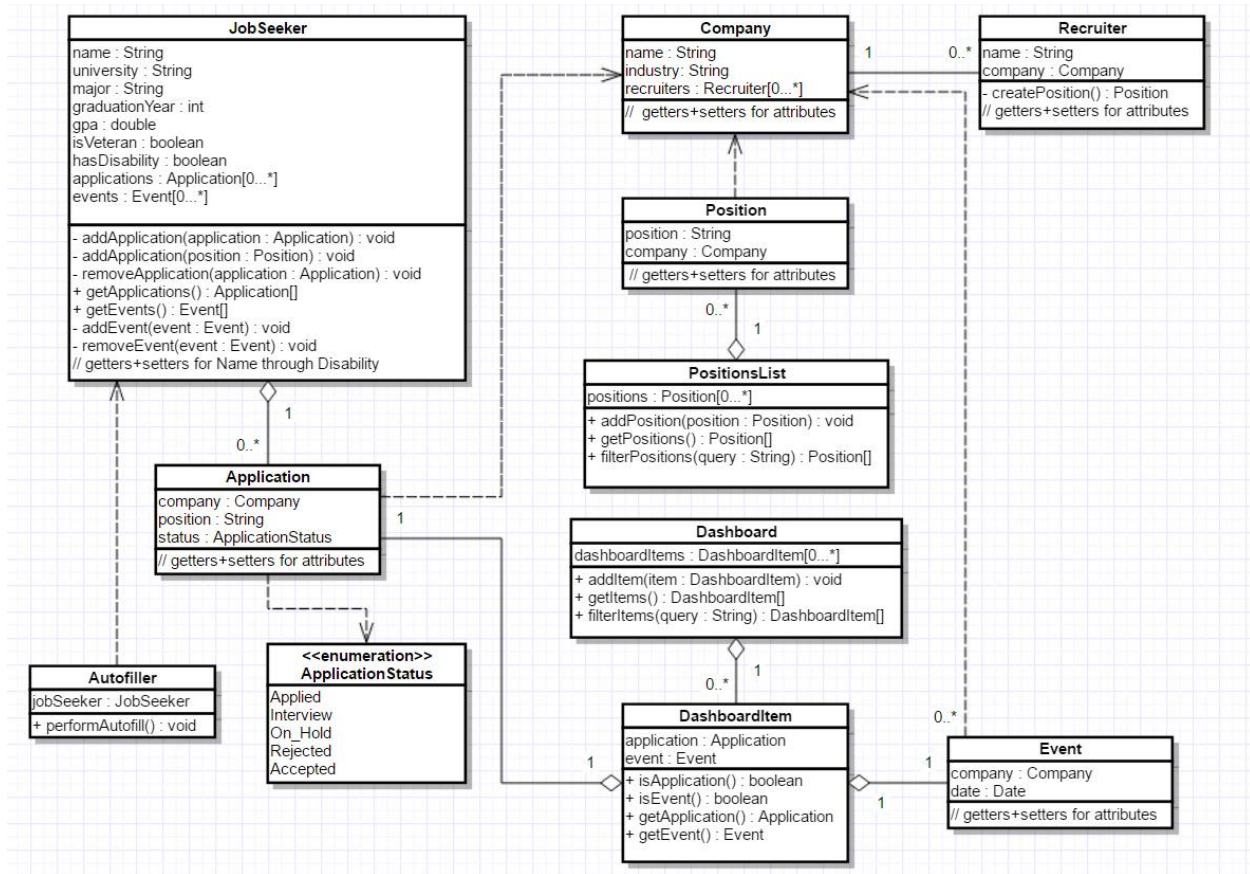 JobSeeker
name : String
university : String
major : String
graduationYear : int
gpa : double
isVeteran : boolean
hasDisability : boolean
applications : Application[0...*]
events : Event[0...*]
- addApplication(application : Application) : void
- addApplication(position : Position) : void
- removeApplication(application : Application) : void
+ getApplications() : Application[]
+ getEvents() : Event[]
- addEvent(event : Event) : void
- removeEvent(event : Event) : void
// getters+setters for Name through Disability
Company
name : String
industry: String
recruiters : Recruiter[0...*]
// getters+setters for attributes
1
0..*
Recruiter
name : String
company : Company
- createPosition() : Position
// getters+setters for attributes
Position
position : String
company : Company
// getters+setters for attributes
0..*
1
PositionsList
positions : Position[0...*]
+ addPosition(position : Position) : void
+ getPositions() : Position[]
+ filterPositions(query : String) : Position[]
1
0..*
Application
company : Company
position : String
status : ApplicationStatus
// getters+setters for attributes
1
Dashboard
dashboardItems : DashboardItem[0...*]
+ addItem(item : DashboardItem) : void
+ getItems() : DashboardItem[]
+ filterItems(query : String) : DashboardItem[]
Autofiller
jobSeeker : JobSeeker
+ performAutofill() : void
<<enumeration>>
ApplicationStatus
Applied
Interview
On_Hold
Rejected
Accepted
1
0..*
1
DashboardItem
application : Application
event : Event
+ isApplication() : boolean
+ isEvent() : boolean
+ getApplication() : Application
+ getEvent() : Event
0..*
1
1
Event
company : Company
date : Date
// getters+setters for attributes